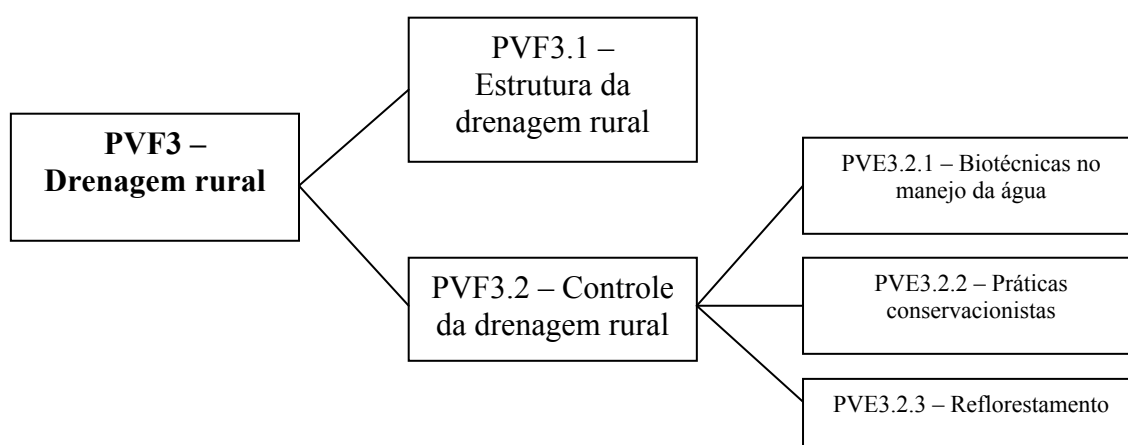 PVF3 –
Drenagem rural
PVF3.1 –
Estrutura da
drenagem rural
PVF3.2 – Controle
da drenagem rural
PVE3.2.1 – Biotécnicas no
manejo da água
PVE3.2.2 – Práticas
conservacionistas
PVE3.2.3 – Reflorestamento